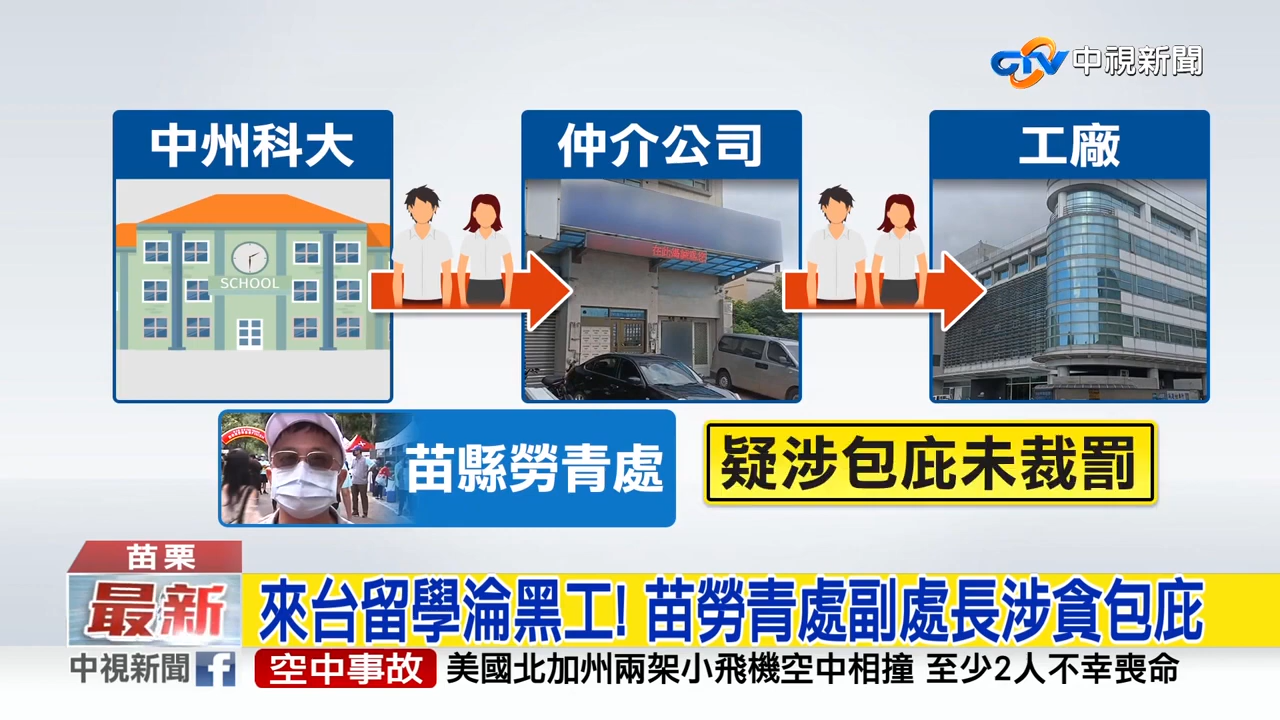 CTV中視新聞
中州科大
仲介公司
工廠
SCHOOL
苗縣勞青處
疑涉包庇未裁罰
苗栗
最新
來台留學淪黑工! 苗勞青處副處長涉貪包庇
中視新聞 f
空中事故 美國北加州兩架小飛機空中相撞 至少2人不幸喪命